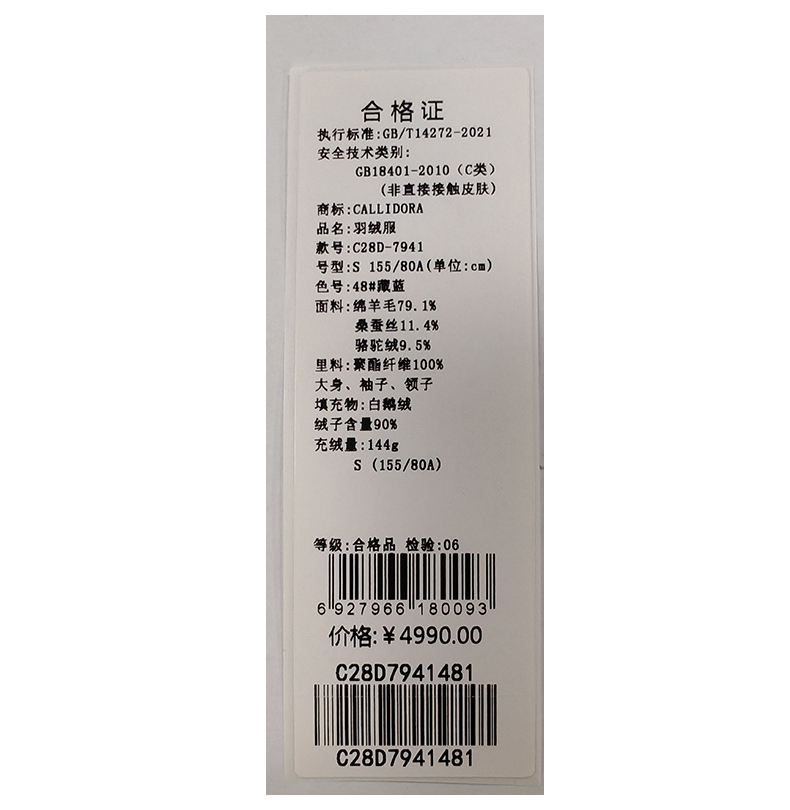 合格证
执行标准:GB/T14272-2021
安全技术类别:
GB18401-2010（C类）
(非直接接触皮肤)
商标:CALLIDORA
品名:羽绒服
款号:C28D-7941
号型:S 155/80A(单位:cm)
色号:48#藏蓝
面料:绵羊毛79.1%
桑蚕丝11.4%
骆驼绒9.5%
里料:聚酯纤维100%
大身、袖子、领子
填充物:白鹅绒
绒子含量90%
充绒量:144g
S (155/80A)
等级:合格品 检验:06
6 927966 180093
价格:¥4990.00
C28D7941481
C28D7941481